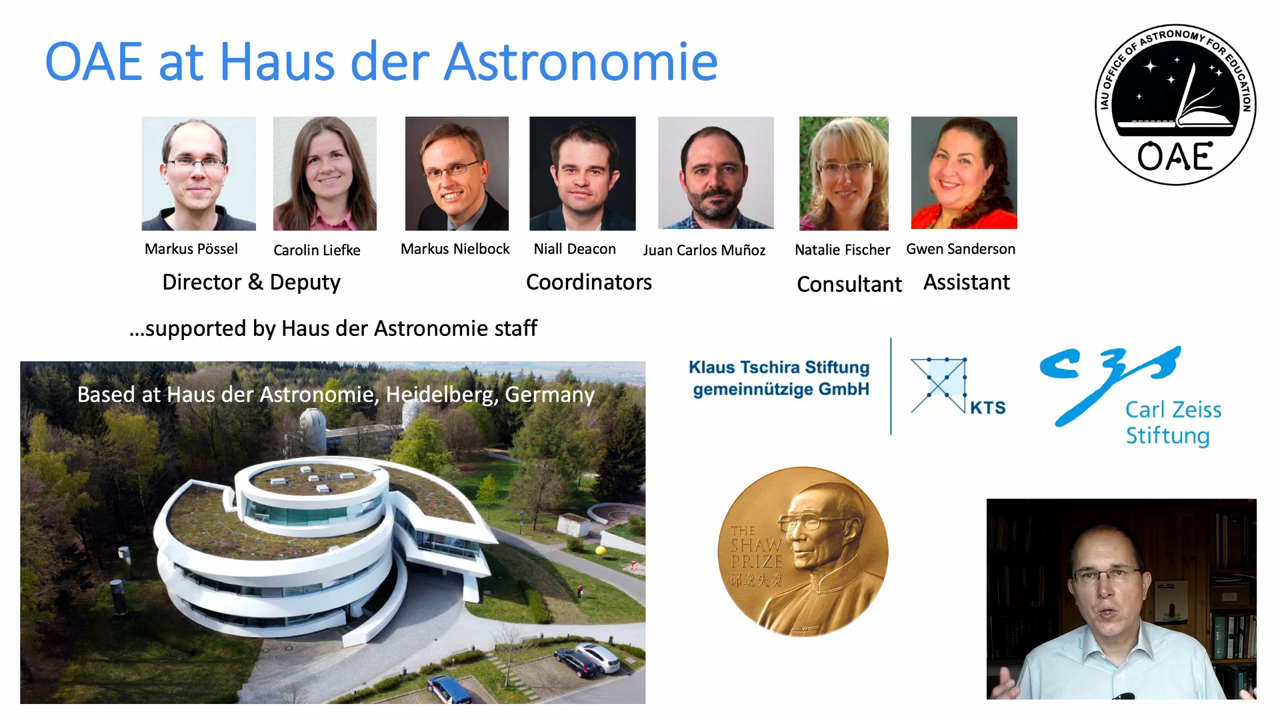 OAE at Haus der Astronomie
IAU OFFICE OF ASTRONOMY FOR EDUCATION
OAE
Markus Pössel
Carolin Liefke
Markus Nielbock
Niall Deacon
Juan Carlos Muñoz
Natalie Fischer
Gwen Sanderson
Director & Deputy
Coordinators
Consultant
Assistant
...supported by Haus der Astronomie staff
Based at Haus der Astronomie, Heidelberg, Germany
Klaus Tschira Stiftung
gemeinnützige GmbH
KTS
czs
Carl Zeiss
Stiftung
THE
SHAW
PRIZE